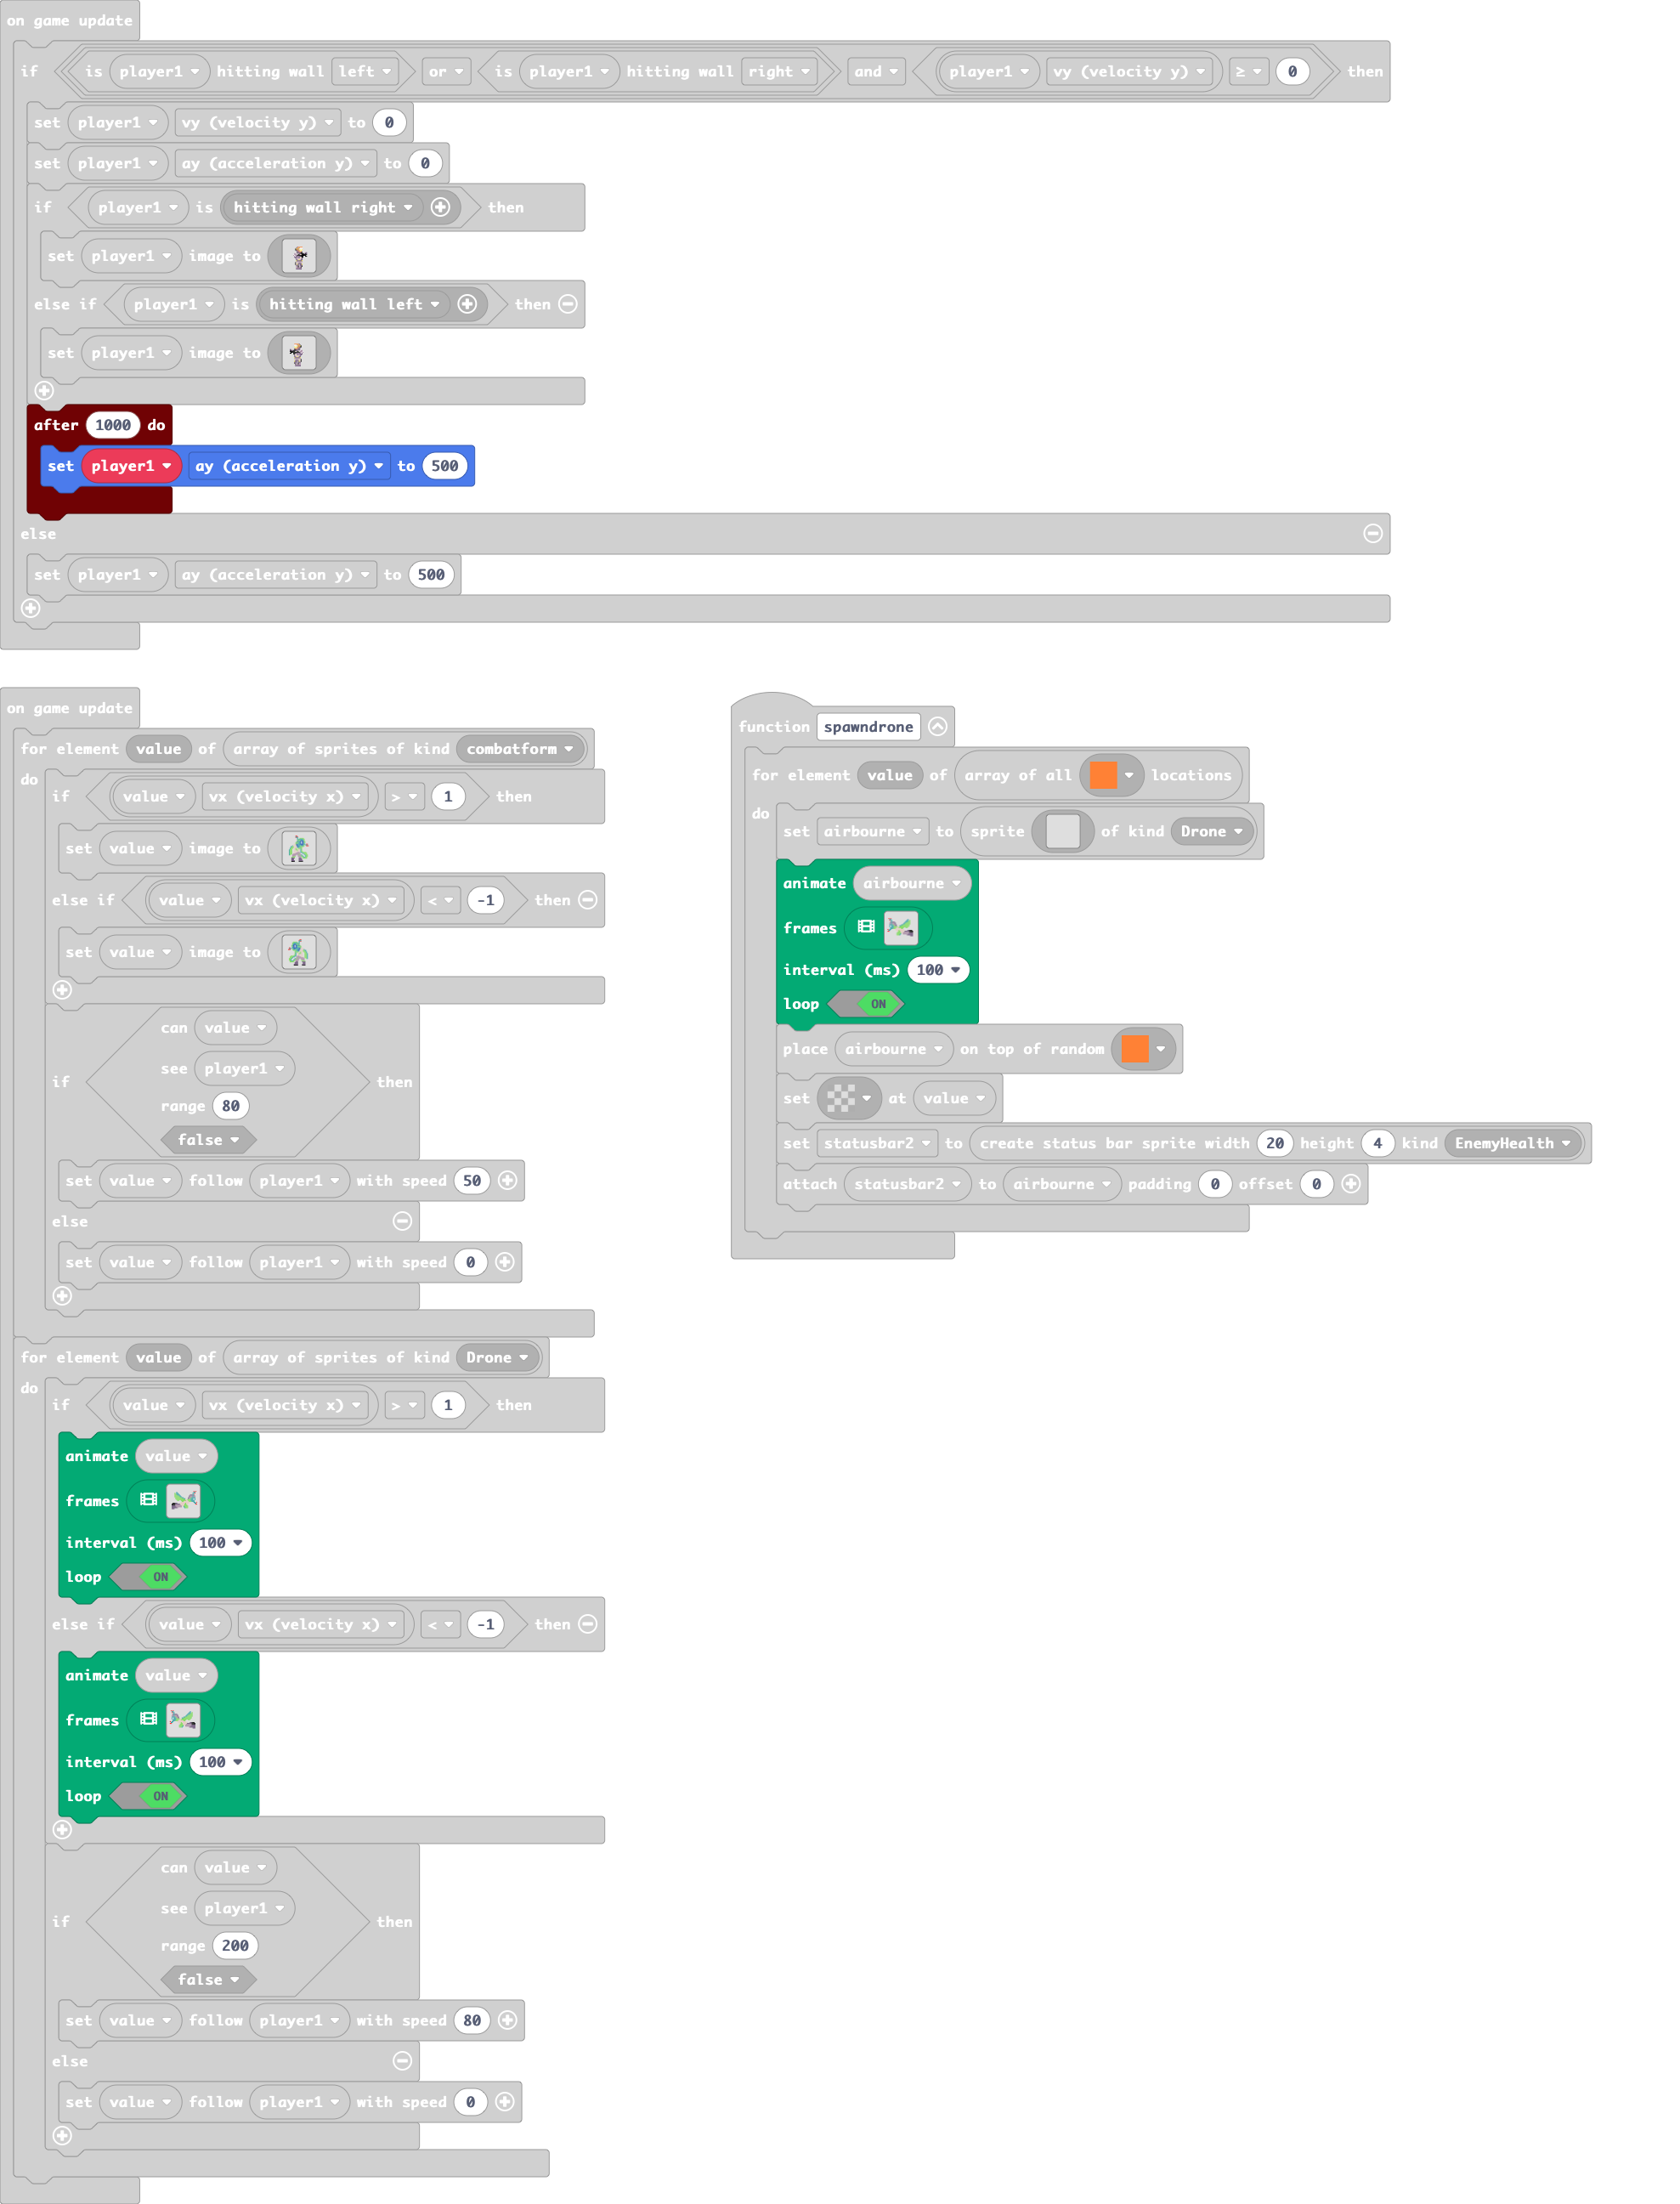 on game update
if is player1 hitting wall left or is player1 hitting wall right and player1 vy (velocity y) ≥ 0 then
set player1 vy (velocity y) to 0
set player1 ay (acceleration y) to 0
if player1 is hitting wall right then
set player1 image to
else if player1 is hitting wall left then
set player1 image to
after 1000 do
set player1 ay (acceleration y) to 500
else
set player1 ay (acceleration y) to 500
on game update
for element value of array of sprites of kind combatform
do
if value vx (velocity x) > 1 then
set value image to
else if value vx (velocity x) < -1 then
set value image to
if
can value
see player1
range 80
false
then
set value follow player1 with speed 50
else
set value follow player1 with speed 0
for element value of array of sprites of kind Drone
do
if value vx (velocity x) > 1 then
animate value
frames
interval (ms) 100
loop ON
else if value vx (velocity x) < -1 then
animate value
frames
interval (ms) 100
loop ON
if
can value
see player1
range 200
false
then
set value follow player1 with speed 80
else
set value follow player1 with speed 0
function spawndrone
for element value of array of all locations
do
set airbourne to sprite of kind Drone
animate airbourne
frames
interval (ms) 100
loop ON
place airbourne on top of random
set at value
set statusbar2 to create status bar sprite width 20 height 4 kind EnemyHealth
attach statusbar2 to airbourne padding 0 offset 0